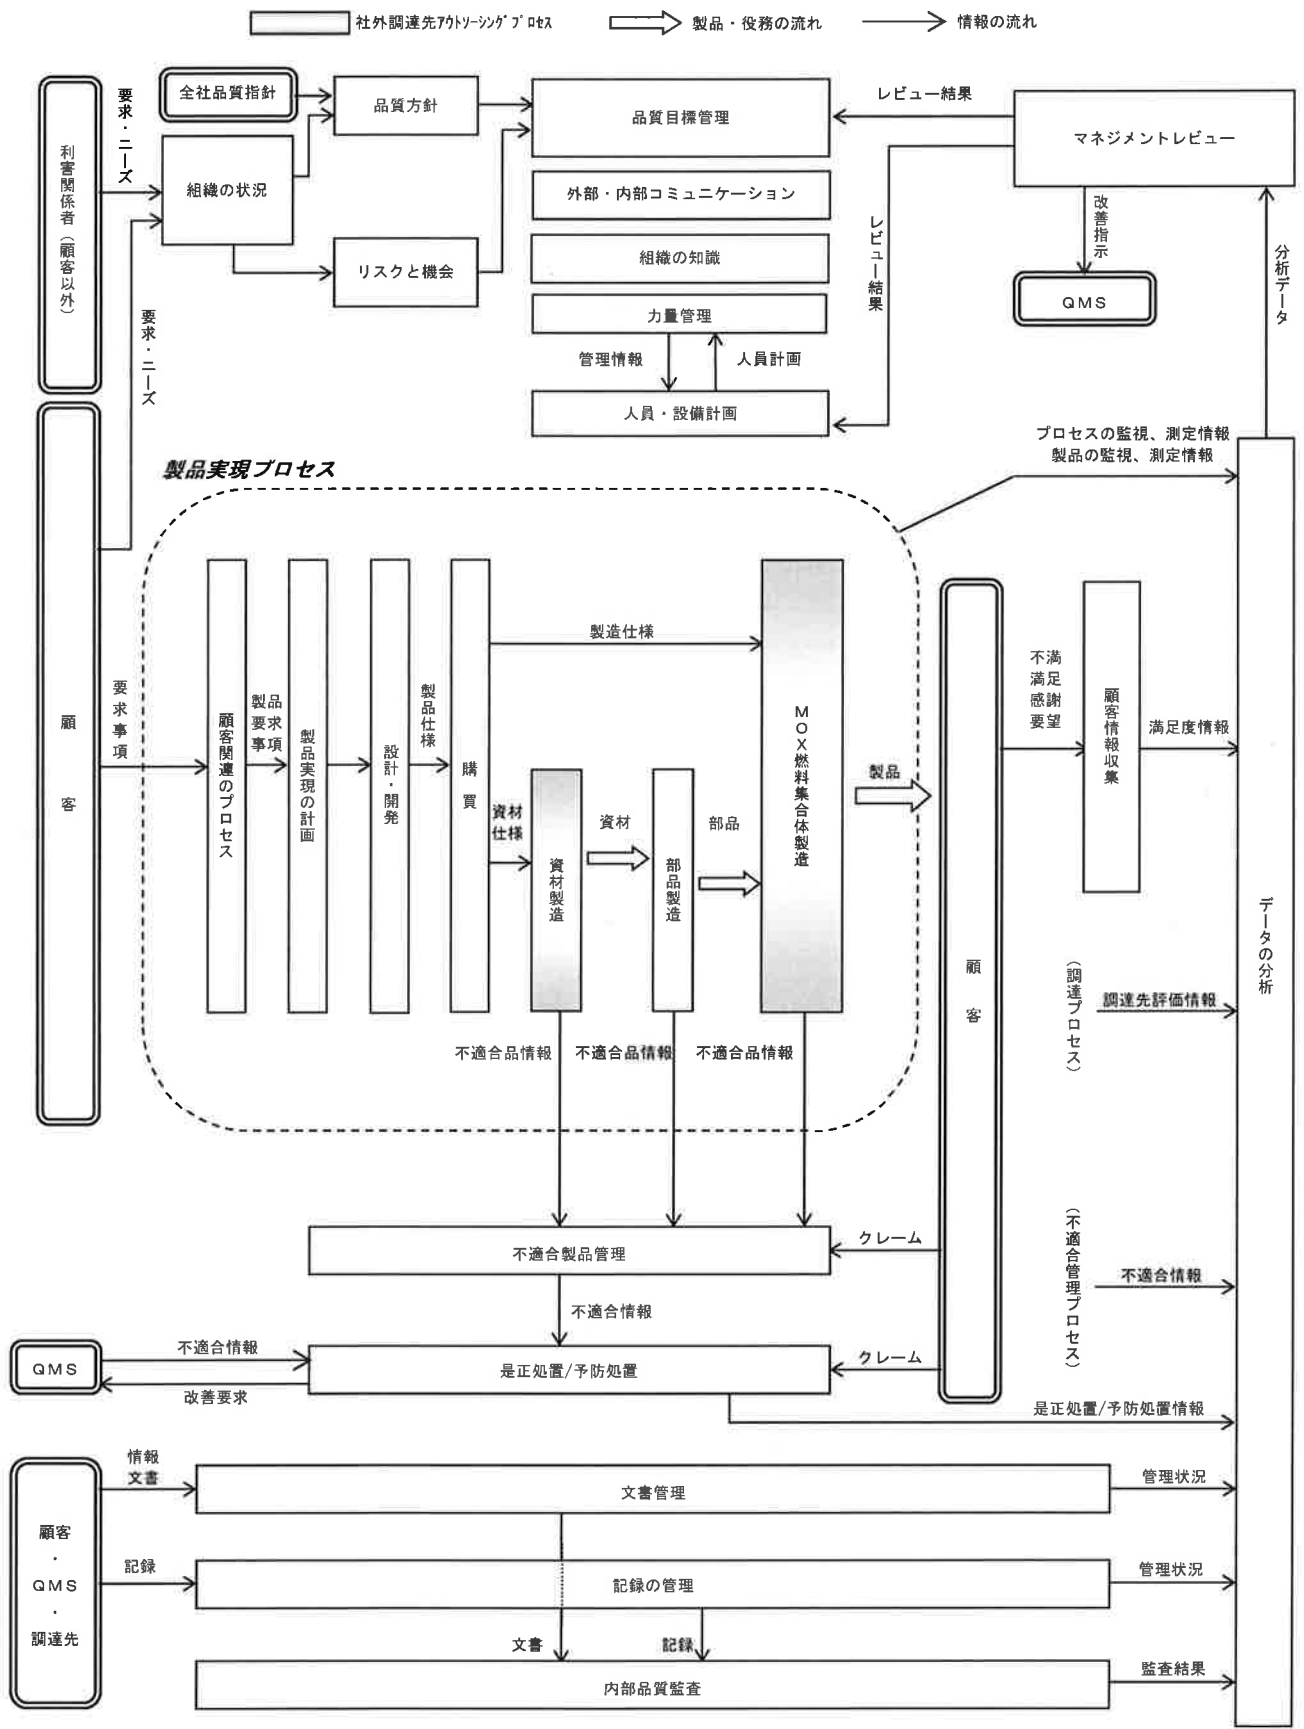 社外調達先アウトソーシングプロセス
製品・役務の流れ
情報の流れ
利害関係者（顧客以外）
要求・ニーズ
全社品質指針
品質方針
組織の状況
リスクと機会
品質目標管理
外部・内部コミュニケーション
組織の知識
力量管理
管理情報
人員計画
人員・設備計画
レビュー結果
レビュー結果
マネジメントレビュー
改善指示
QMS
分析データ
要求・ニーズ
顧客
要求事項
製品実現プロセス
顧客関連のプロセス
製品
要求
事項
製品実現の計画
設計・開発
製品仕様
購買
製造仕様
資材
仕様
資材製造
資材
部品製造
部品
MOX燃料集合体製造
製品
不適合品情報
不適合品情報
不適合品情報
プロセスの監視、測定情報
製品の監視、測定情報
顧客
不満
満足
感謝
要望
顧客情報収集
満足度情報
データの分析
（調達プロセス）
調達先評価情報
（不適合管理プロセス）
不適合情報
不適合製品管理
クレーム
不適合情報
QMS
不適合情報
改善要求
是正処置/予防処置
クレーム
是正処置/予防処置情報
顧客
・
QMS
・
調達先
情報
文書
文書管理
管理状況
記録
記録の管理
管理状況
文書
記録
内部品質監査
監査結果